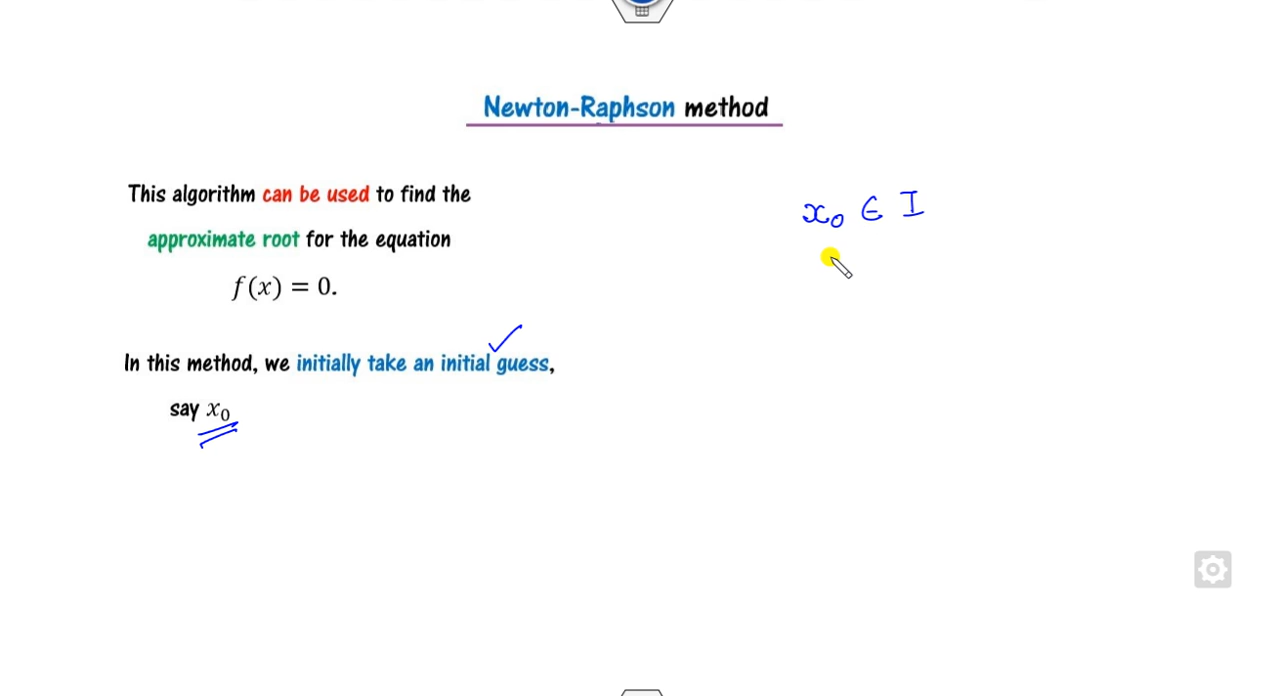 Newton-Raphson method
This algorithm can be used to find the
approximate root for the equation
f(x) = 0.
In this method, we initially take an initial guess,
say x₀
x₀ ∈ I